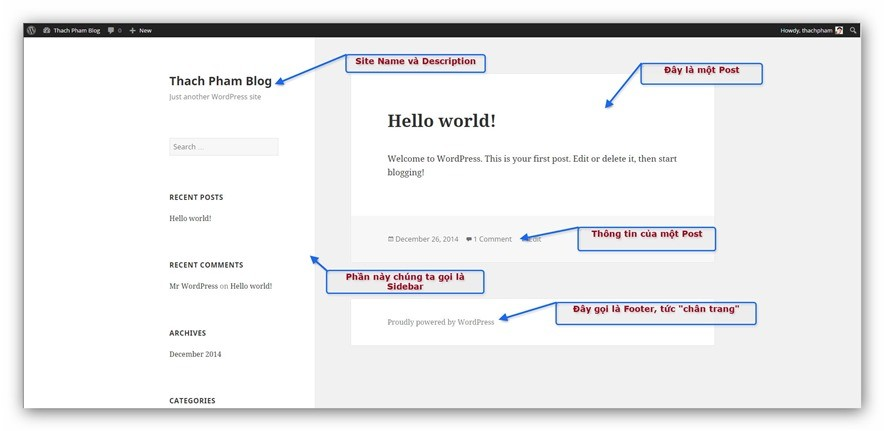 Thach Pham Blog 0 New Howdy, thachpham
Site Name và Description
Đây là một Post
Thach Pham Blog
Just another WordPress site
Hello world!
Search ...
Welcome to WordPress. This is your first post. Edit or delete it, then start
blogging!
RECENT POSTS
Hello world!
December 26, 2014 1 Comment Edit
Thông tin của một Post
RECENT COMMENTS
Mr WordPress on Hello world!
Phần này chúng ta gọi là
Sidebar
Đây gọi là Footer, tức "chân trang"
Proudly powered by WordPress
ARCHIVES
December 2014
CATEGORIES